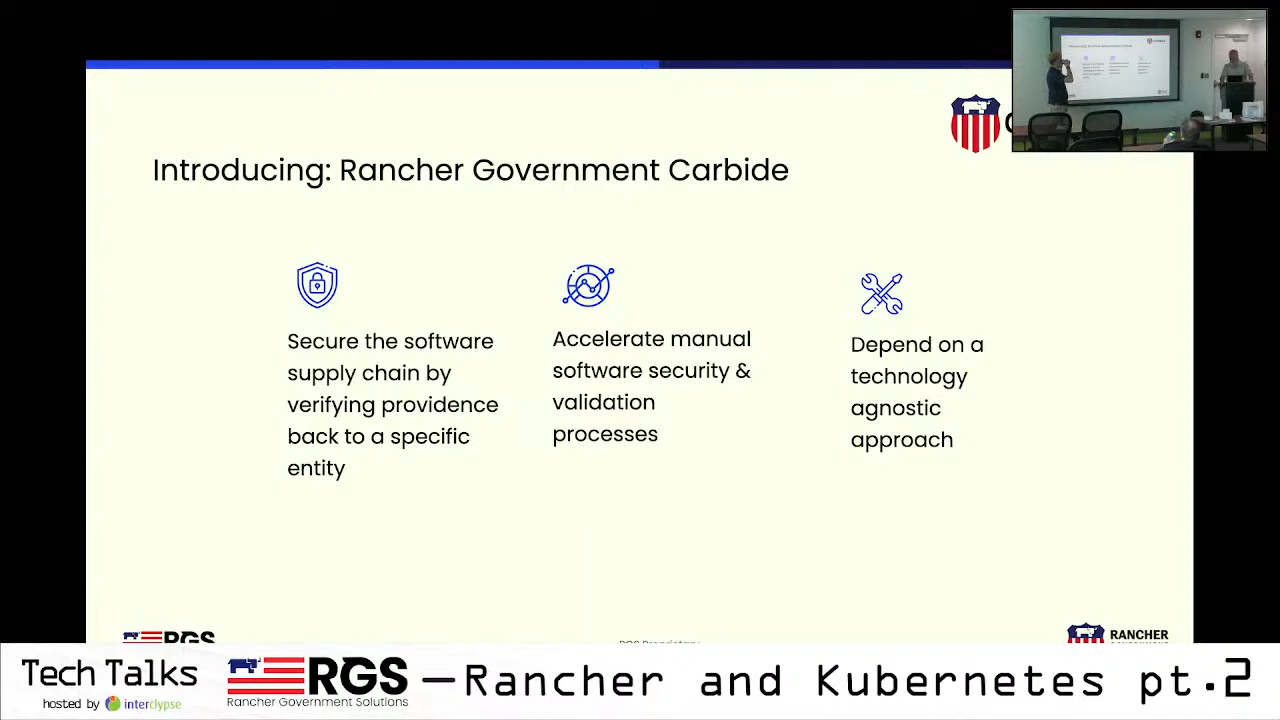 Introducing: Rancher Government Carbide
Secure the software
supply chain by
verifying providence
back to a specific
entity
Accelerate manual
software security &
validation
processes
Depend on a
technology
agnostic
approach
RGS
RANCHER
Tech Talks
hosted by interclypse
RGS
Rancher Government Solutions
—Rancher and Kubernetes pt.2